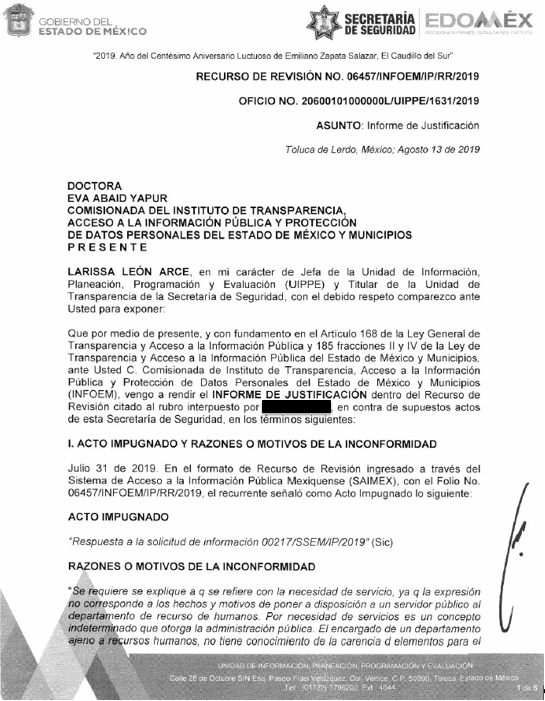 GOBIERNO DEL
ESTADO DE MÉXICO
SECRETARÍA
DE SEGURIDAD
EDOMÉX
"2019. Año del Centésimo Aniversario Luctuoso de Emiliano Zapata Salazar, El Caudillo del Sur"
RECURSO DE REVISIÓN NO. 06457/INFOEM/IP/RR/2019
OFICIO NO. 20600101000000L/UIPPE/1631/2019
ASUNTO: Informe de Justificación
Toluca de Lerdo, México; Agosto 13 de 2019
DOCTORA
EVA ABAID YAPUR
COMISIONADA DEL INSTITUTO DE TRANSPARENCIA,
ACCESO A LA INFORMACIÓN PÚBLICA Y PROTECCIÓN
DE DATOS PERSONALES DEL ESTADO DE MÉXICO Y MUNICIPIOS
P R E S E N T E
LARISSA LEÓN ARCE, en mi carácter de Jefa de la Unidad de Información,
Planeación, Programación y Evaluación (UIPPE) y Titular de la Unidad de
Transparencia de la Secretaría de Seguridad, con el debido respeto comparezco ante
Usted para exponer:
Que por medio de presente, y con fundamento en el Articulo 168 de la Ley General de
Transparencia y Acceso a la Información Pública y 185 fracciones II y IV de la Ley de
Transparencia y Acceso a la Información Pública del Estado de México y Municipios,
ante Usted C. Comisionada de Instituto de Transparencia, Acceso a la Información
Pública y Protección de Datos Personales del Estado de México y Municipios
(INFOEM), vengo a rendir el INFORME DE JUSTIFICACIÓN dentro del Recurso de
Revisión citado al rubro interpuesto por , en contra de supuestos actos
de esta Secretaría de Seguridad, en los términos siguientes:
I. ACTO IMPUGNADO Y RAZONES O MOTIVOS DE LA INCONFORMIDAD
Julio 31 de 2019. En el formato de Recurso de Revisión ingresado a través del
Sistema de Acceso a la Información Pública Mexiquense (SAIMEX), con el Folio No.
06457/INFOEM/IP/RR/2019, el recurrente señaló como Acto Impugnado lo siguiente:
ACTO IMPUGNADO
"Respuesta a la solicitud de información 00217/SSEM/IP/2019" (Sic)
RAZONES O MOTIVOS DE LA INCONFORMIDAD
"Se requiere se explique a q se refiere con la necesidad de servicio, ya q la expresión
no corresponde a los hechos y motivos de poner a disposición a un servidor público al
departamento de recurso de humanos. Por necesidad de servicios es un concepto
indeterminado que otorga la administración pública. El encargado de un departamento
ajeno a recursos humanos, no tiene conocimiento de la carencia d elementos para el
UNIDAD DE INFORMACIÓN, PLANEACIÓN, PROGRAMACIÓN Y EVALUACIÓN
Calle 28 de Octubre S/N Esq. Paseo Fidel Velázquez, Col. Vértice, C.P. 50090, Toluca, Estado de México
Tel.: (01722) 2796200 Ext. 4044
1 de 6